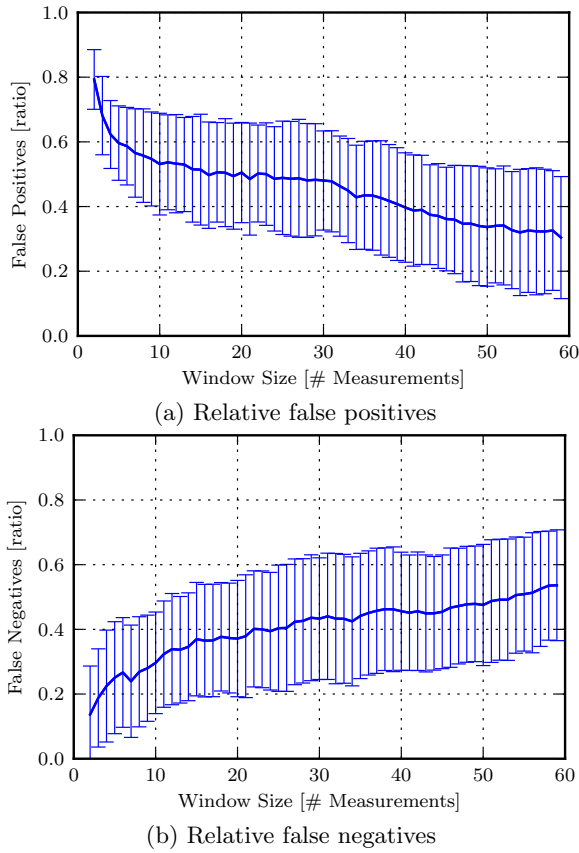 1.0
0.8
0.6
0.4
0.2
0.0
False Positives [ratio]
0 10 20 30 40 50 60
Window Size [# Measurements]
(a) Relative false positives
1.0
0.8
0.6
0.4
0.2
0.0
False Negatives [ratio]
0 10 20 30 40 50 60
Window Size [# Measurements]
(b) Relative false negatives